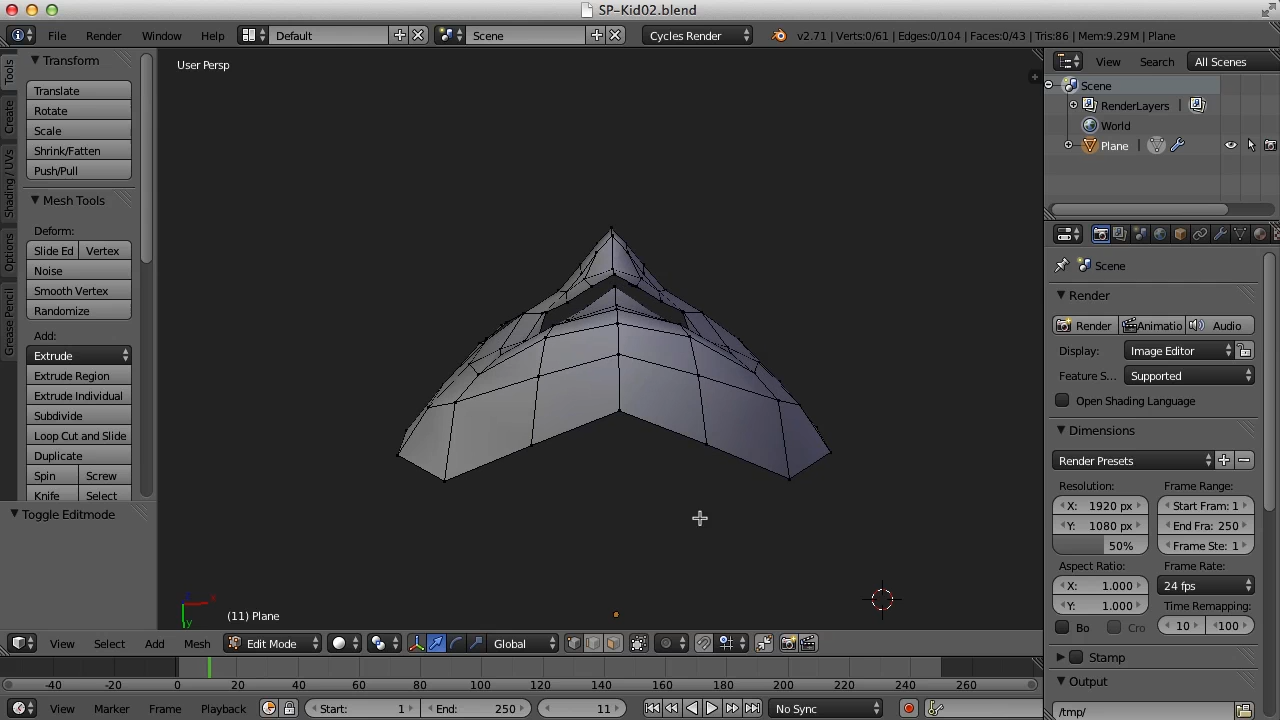 SP-Kid02.blend
File Render Window Help Default Scene Cycles Render v2.71 | Verts:0/61 | Edges:0/104 | Faces:0/43 | Tris:86 | Mem:9.29M | Plane
Tools
Create
Shading / UVs
Options
Grease Pencil
Transform
Translate
Rotate
Scale
Shrink/Fatten
Push/Pull
Mesh Tools
Deform:
Slide Ed Vertex
Noise
Smooth Vertex
Randomize
Add:
Extrude
Extrude Region
Extrude Individual
Subdivide
Loop Cut and Slide
Duplicate
Spin Screw
Knife Select
Toggle Editmode
User Persp
x
y
(11) Plane
View Select Add Mesh Edit Mode Global
-40 -20 0 20 40 60 80 100 120 140 160 180 200 220 240 260
View Marker Frame Playback Start: 1 End: 250 11 No Sync
View Search All Scenes
Scene
RenderLayers
World
Plane
Scene
Render
Render Animatio Audio
Display: Image Editor
Feature S... Supported
Open Shading Language
Dimensions
Render Presets
Resolution: Frame Range:
X: 1920 px Start Fram: 1
Y: 1080 px End Fra: 250
50% Frame Ste: 1
Aspect Ratio: Frame Rate:
X: 1.000 24 fps
Y: 1.000 Time Remapping:
Bo Cro 10 100
Stamp
Output
/tmp/